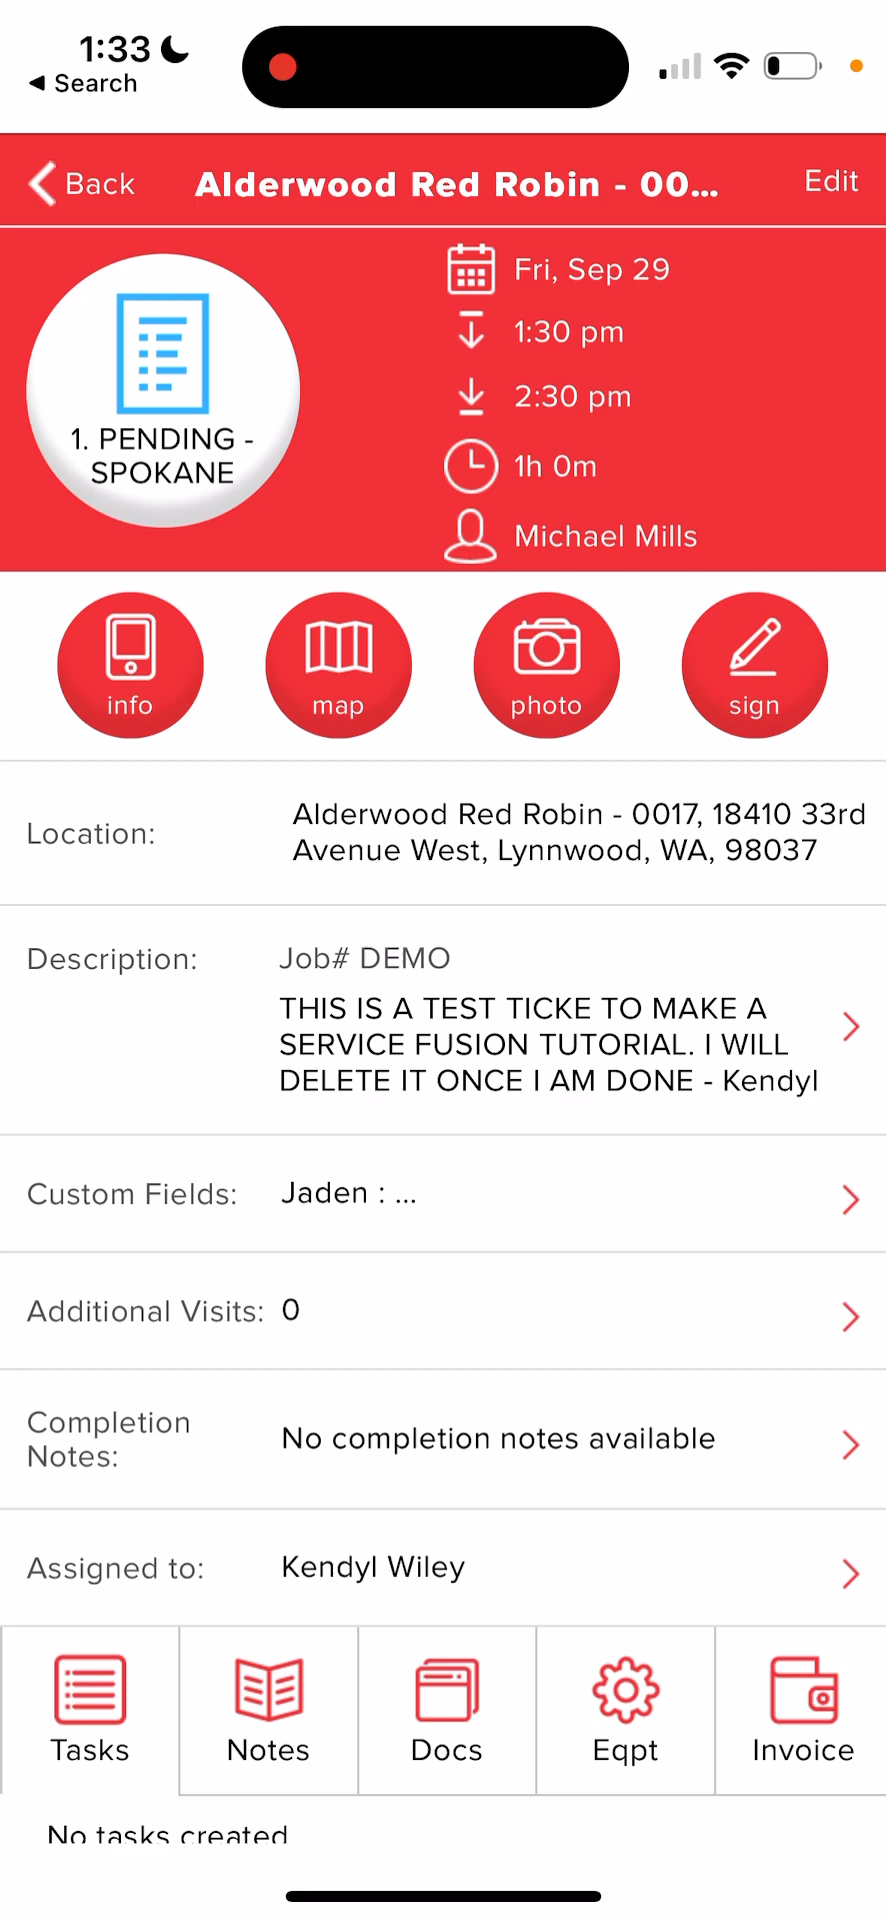 1:33
Search
Back
Alderwood Red Robin - 00...
Edit
Fri, Sep 29
1:30 pm
2:30 pm
1h 0m
Michael Mills
1. PENDING -
SPOKANE
info
map
photo
sign
Location:
Alderwood Red Robin - 0017, 18410 33rd
Avenue West, Lynnwood, WA, 98037
Description:
Job# DEMO
THIS IS A TEST TICKE TO MAKE A
SERVICE FUSION TUTORIAL. I WILL
DELETE IT ONCE I AM DONE - Kendyl
Custom Fields:
Jaden : ...
Additional Visits:
0
Completion
Notes:
No completion notes available
Assigned to:
Kendyl Wiley
Tasks
Notes
Docs
Eqpt
Invoice
No tasks created